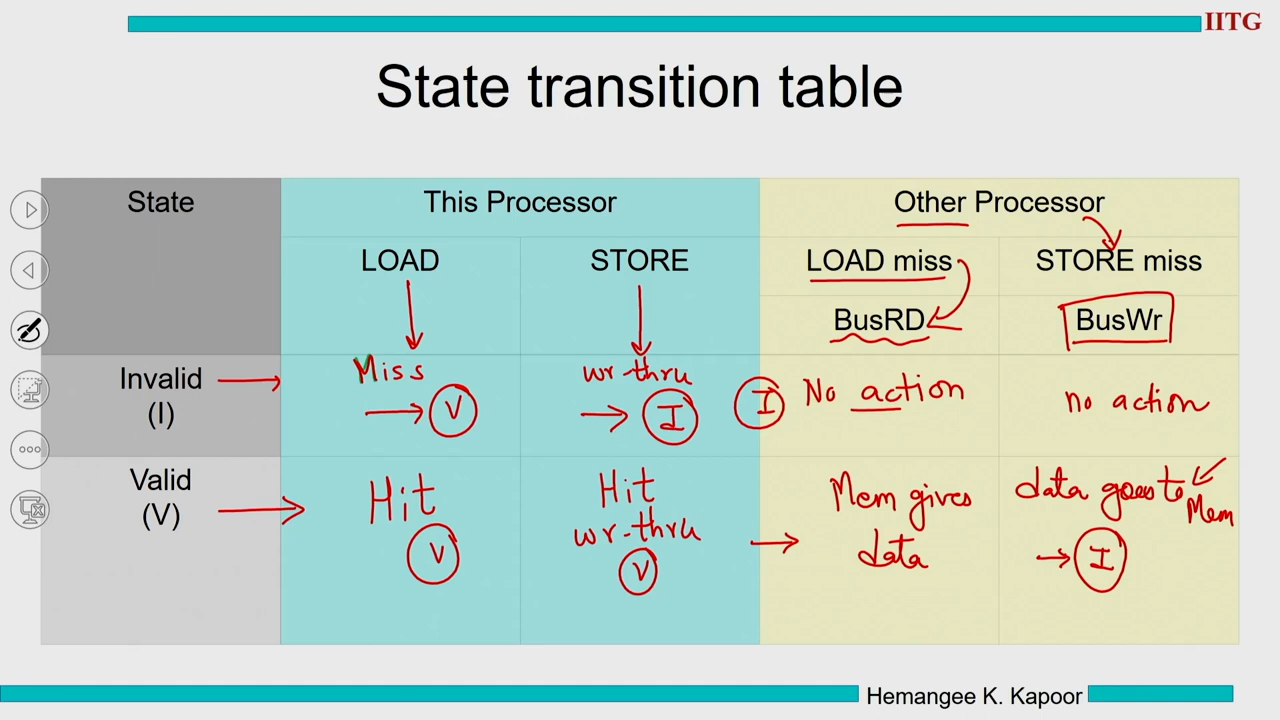 IITG
State transition table
State
This Processor
Other Processor
LOAD
STORE
LOAD miss
STORE miss
BusRD
BusWr
Invalid
(I)
Miss
→ V
wr-thru
→ I
I
No action
no action
Valid
(V)
Hit
V
Hit
wr-thru
V
Mem gives
data
data goes to
Mem
→ I
Hemangee K. Kapoor